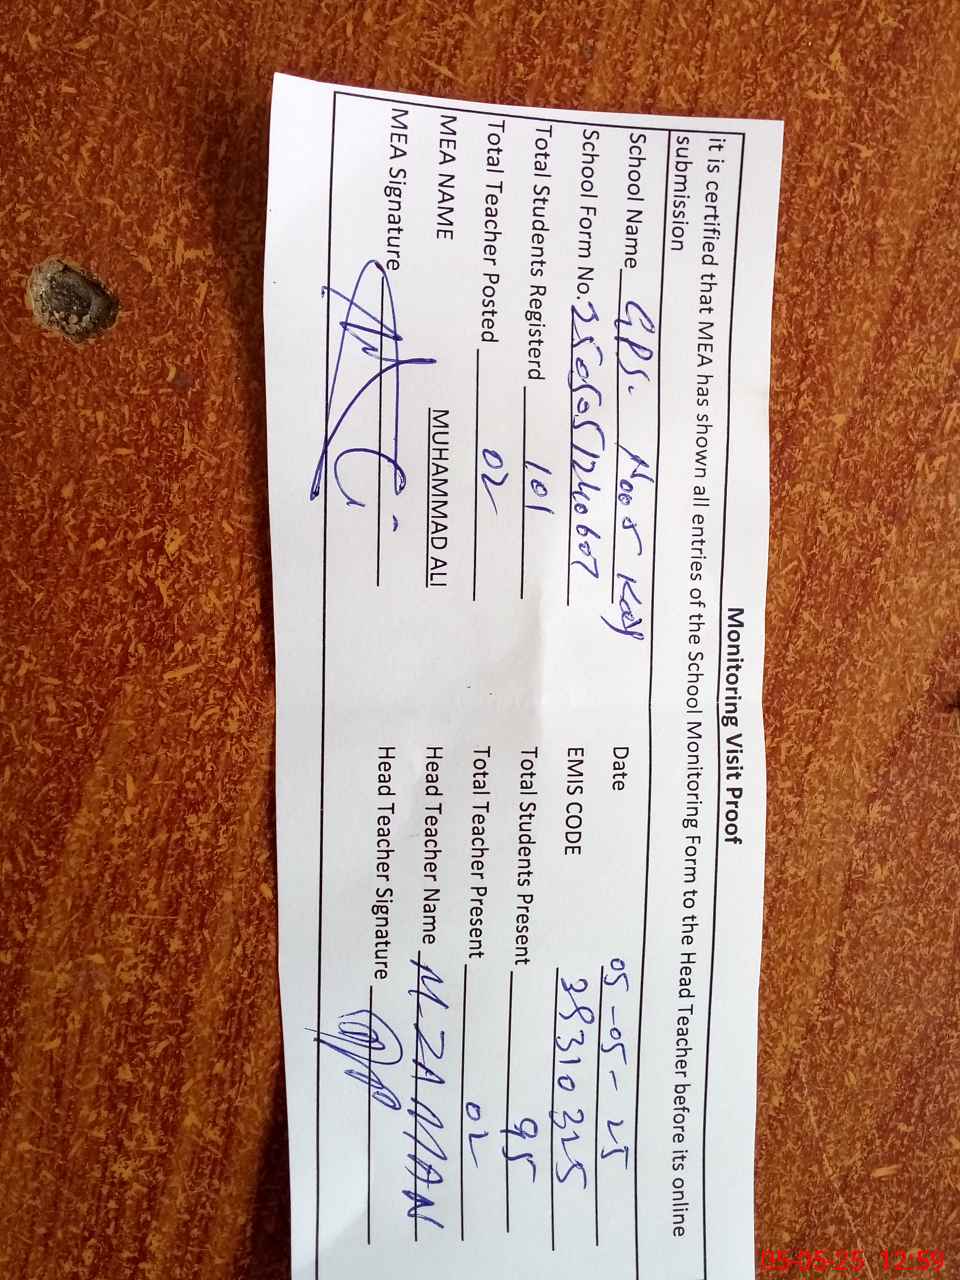 Monitoring Visit Proof
it is certified that MEA has shown all entries of the School Monitoring Form to the Head Teacher before its online
submission
School Name GPS. Noor Date 05-05-25
School Form No. 2505051240607 EMIS CODE 38310325
Total Students Registerd 101 Total Students Present 95
Total Teacher Posted 02 Total Teacher Present 02
MEA NAME MUHAMMAD ALI Head Teacher Name M-ZAMAN
MEA Signature Head Teacher Signature
05-05-25 12:59